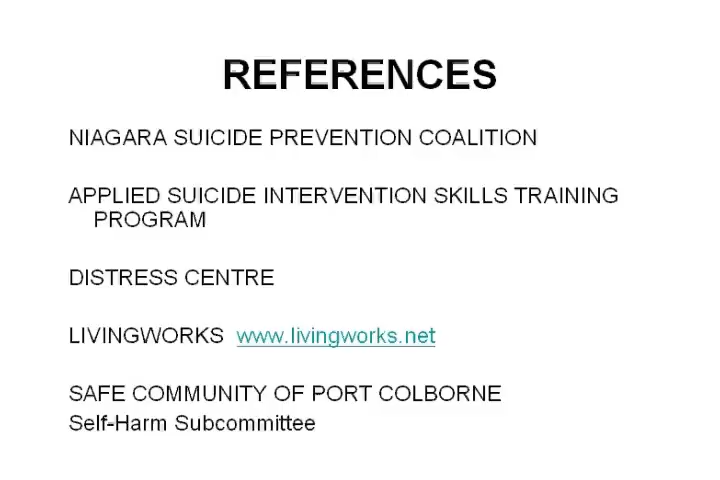 REFERENCES
NIAGARA SUICIDE PREVENTION COALITION
APPLIED SUICIDE INTERVENTION SKILLS TRAINING
PROGRAM
DISTRESS CENTRE
LIVINGWORKS www.livingworks.net
SAFE COMMUNITY OF PORT COLBORNE
Self-Harm Subcommittee